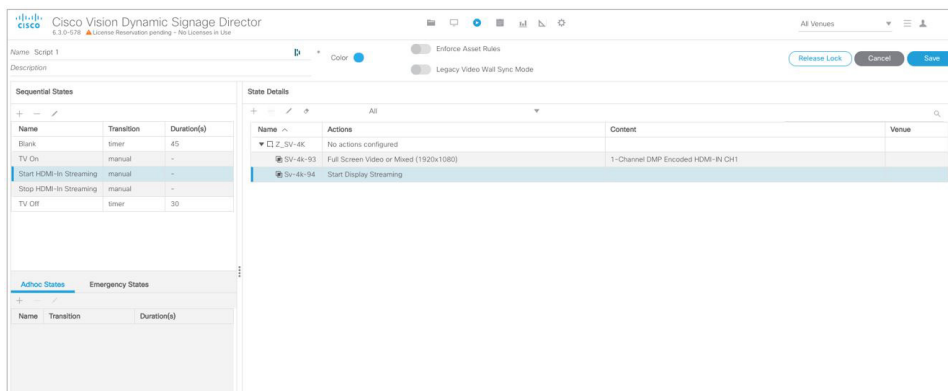 CISCO Cisco Vision Dynamic Signage Director
6.3.0-578 License Reservation pending - No Licenses in Use
All Venues
Name Script 1 *
Color
Enforce Asset Rules
Description
Legacy Video Wall Sync Mode
Release Lock Cancel Save
Sequential States
State Details
All
Name Transition Duration(s)
Name Actions Content Venue
Blank timer 45
Z_SV-4K No actions configured
TV On manual -
SV-4k-93 Full Screen Video or Mixed (1920x1080) 1-Channel DMP Encoded HDMI-IN CH1
Start HDMI-In Streaming manual -
Sv-4k-94 Start Display Streaming
Stop HDMI-In Streaming manual -
TV Off timer 30
Adhoc States Emergency States
Name Transition Duration(s)